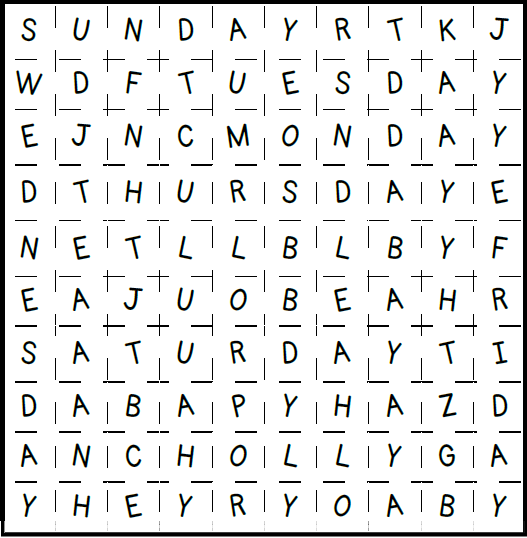 S U N D A Y R T K J
W D F T U E S D A Y
E J N C M O N D A Y
D T H U R S D A Y E
N E T L L B L B Y F
E A J U O B E A H R
S A T U R D A Y T I
D A B A P Y H A Z D
A N C H O L L Y G A
Y H E Y R Y O A B Y